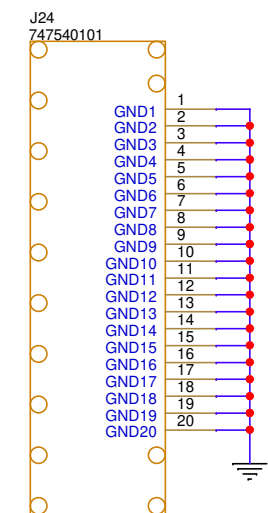 J24
747540101
GND1 1
GND2 2
GND3 3
GND4 4
GND5 5
GND6 6
GND7 7
GND8 8
GND9 9
GND10 10
GND11 11
GND12 12
GND13 13
GND14 14
GND15 15
GND16 16
GND17 17
GND18 18
GND19 19
GND20 20